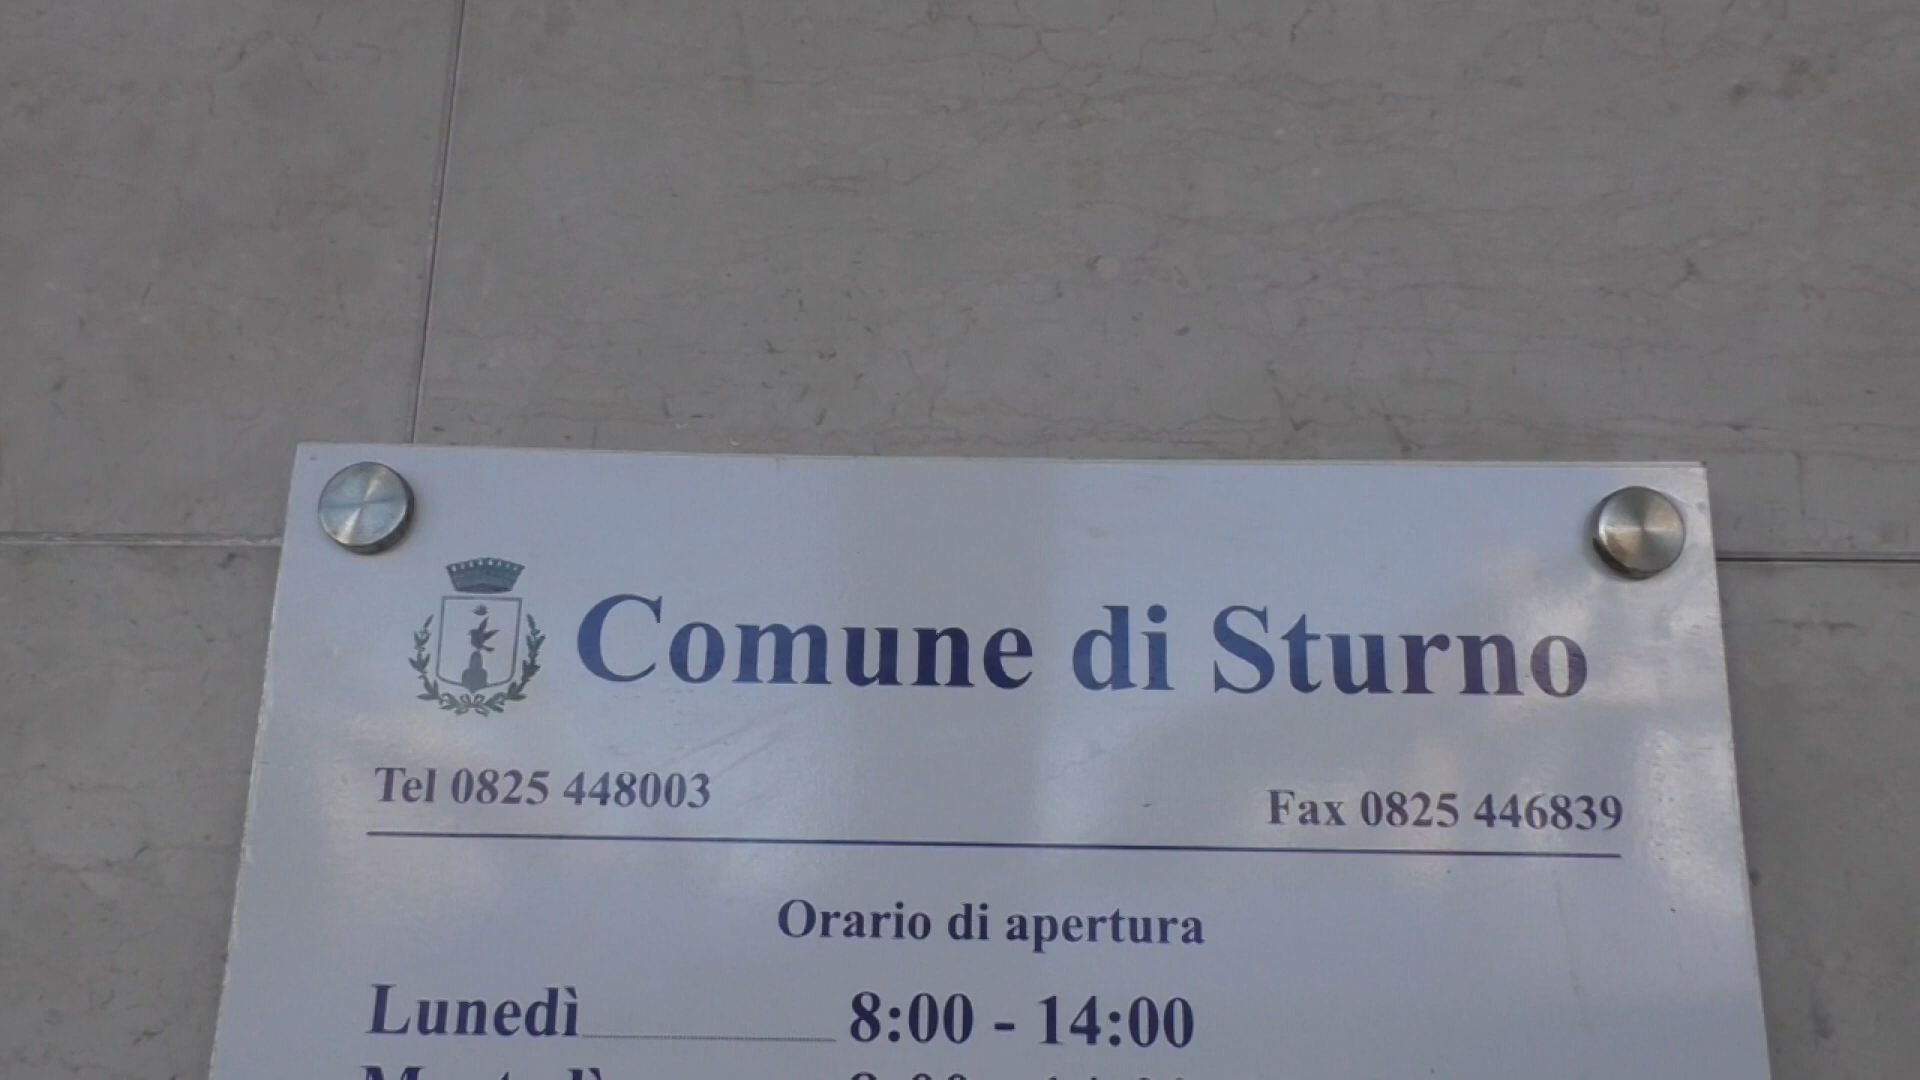 Comune di Sturno
Tel 0825 448003
Fax 0825 446839
Orario di apertura
Lunedì 8:00 - 14:00